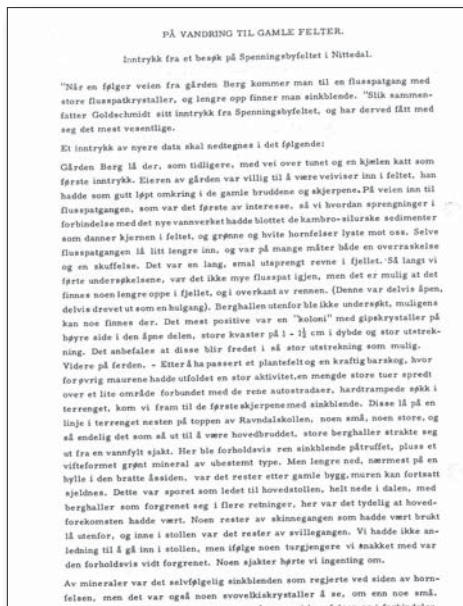 PÅ VANDRING TIL GAMLE FELTER.
Inntrykk fra et besøk på Spenningsbyfeltet i Nittedal.
"Når en følger veien fra gården Berg kommer man til en flusspatgang med
store flusspatkrystaller, og lengre opp finner man sinkblende. "Slik sammen-
fatter Goldschmidt sitt inntrykk fra Spenningsbyfeltet, og har derved fått med
seg det mest vesentlige.
Et inntrykk av nyere data skal nedtegnes i det følgende:
Gården Berg lå der, som tidligere, med vei over tunet og en kjælen katt som
første inntrykk. Eieren av gården var villig til å være veiviser inn i feltet, han
hadde som gutt løpt omkring i de gamle bruddene og skjerpene. På veien inn til
flusspatgangen, som var det første av interesse, så vi hvordan sprengninger i
forbindelse med det nye vannverket hadde blottet de kambro-silurske sedimenter
som danner kjernen i feltet, og grønne og hvite hornfelser lyste mot oss. Selve
flusspatgangen lå litt lengre inn, og var på mange måter både en overraskelse
og en skuffelse. Det var en lang, smal utsprengt revne i fjellet. Så langt vi
førte undersøkelsene, var det ikke mye flusspat igjen, men det er mulig at det
finnes noen lengre oppe i fjellet, og i overkant av rennen. (Denne var delvis åpen,
delvis drevet ut som en hulgang). Berghallen utenfor ble ikke undersøkt, muligens
kan noe finnes der. Det mest positive var en "koloni" med gipskrystaller på
høyre side i den åpne delen, store kvaster på 1 - 1½ cm i dybde og stor utstrek-
ning. Det anbefales at disse blir fredet i så stor utstrekning som mulig.
Videre på ferden. - Etter å ha passert et plantefelt og en kraftig barskog, hvor
forøvrig maurene hadde utfoldet en stor aktivitet, en mengde store tuer spredt
over et lite område forbundet med de rene autostradaer, hardtrampede søkk i
terrenget, kom vi fram til de første skjerpene med sinkblende. Disse lå på en
linje i terrenget nesten på toppen av Ravndalskollen, noen små, noen store, og
så endelig det som så ut til å være hovedbruddet, store berghaller strakte seg
ut fra en vannfylt sjakt. Her ble forholdsvis ren sinkblende påtruffet, pluss et
vifteformet grønt mineral av ubestemt type. Men lengre ned, nærmest på en
hylle i den bratte åssiden, var det rester etter gamle bygg, muren kan fortsatt
sjeldnes. Dette var sporet som ledet til hovedstollen, helt nede i dalen, med
berghaller som forgrenet seg i flere retninger, her var det tydelig at hoved-
forekomsten hadde vært. Noen rester av skinnegangen som hadde vært brukt
lå utenfor, og inne i stollen var det rester av svillegangen. Vi hadde ikke an-
ledning til å gå inn i stollen, men ifølge noen turgjengere vi snakket med var
den forholdsvis vidt forgrenet. Noen sjakter hørte vi ingenting om.
Av mineraler var det selvfølgelig sinkblenden som regjerte ved siden av horn-
felsen, men det var også noen svovelkiskrystaller å se, om enn noe små.